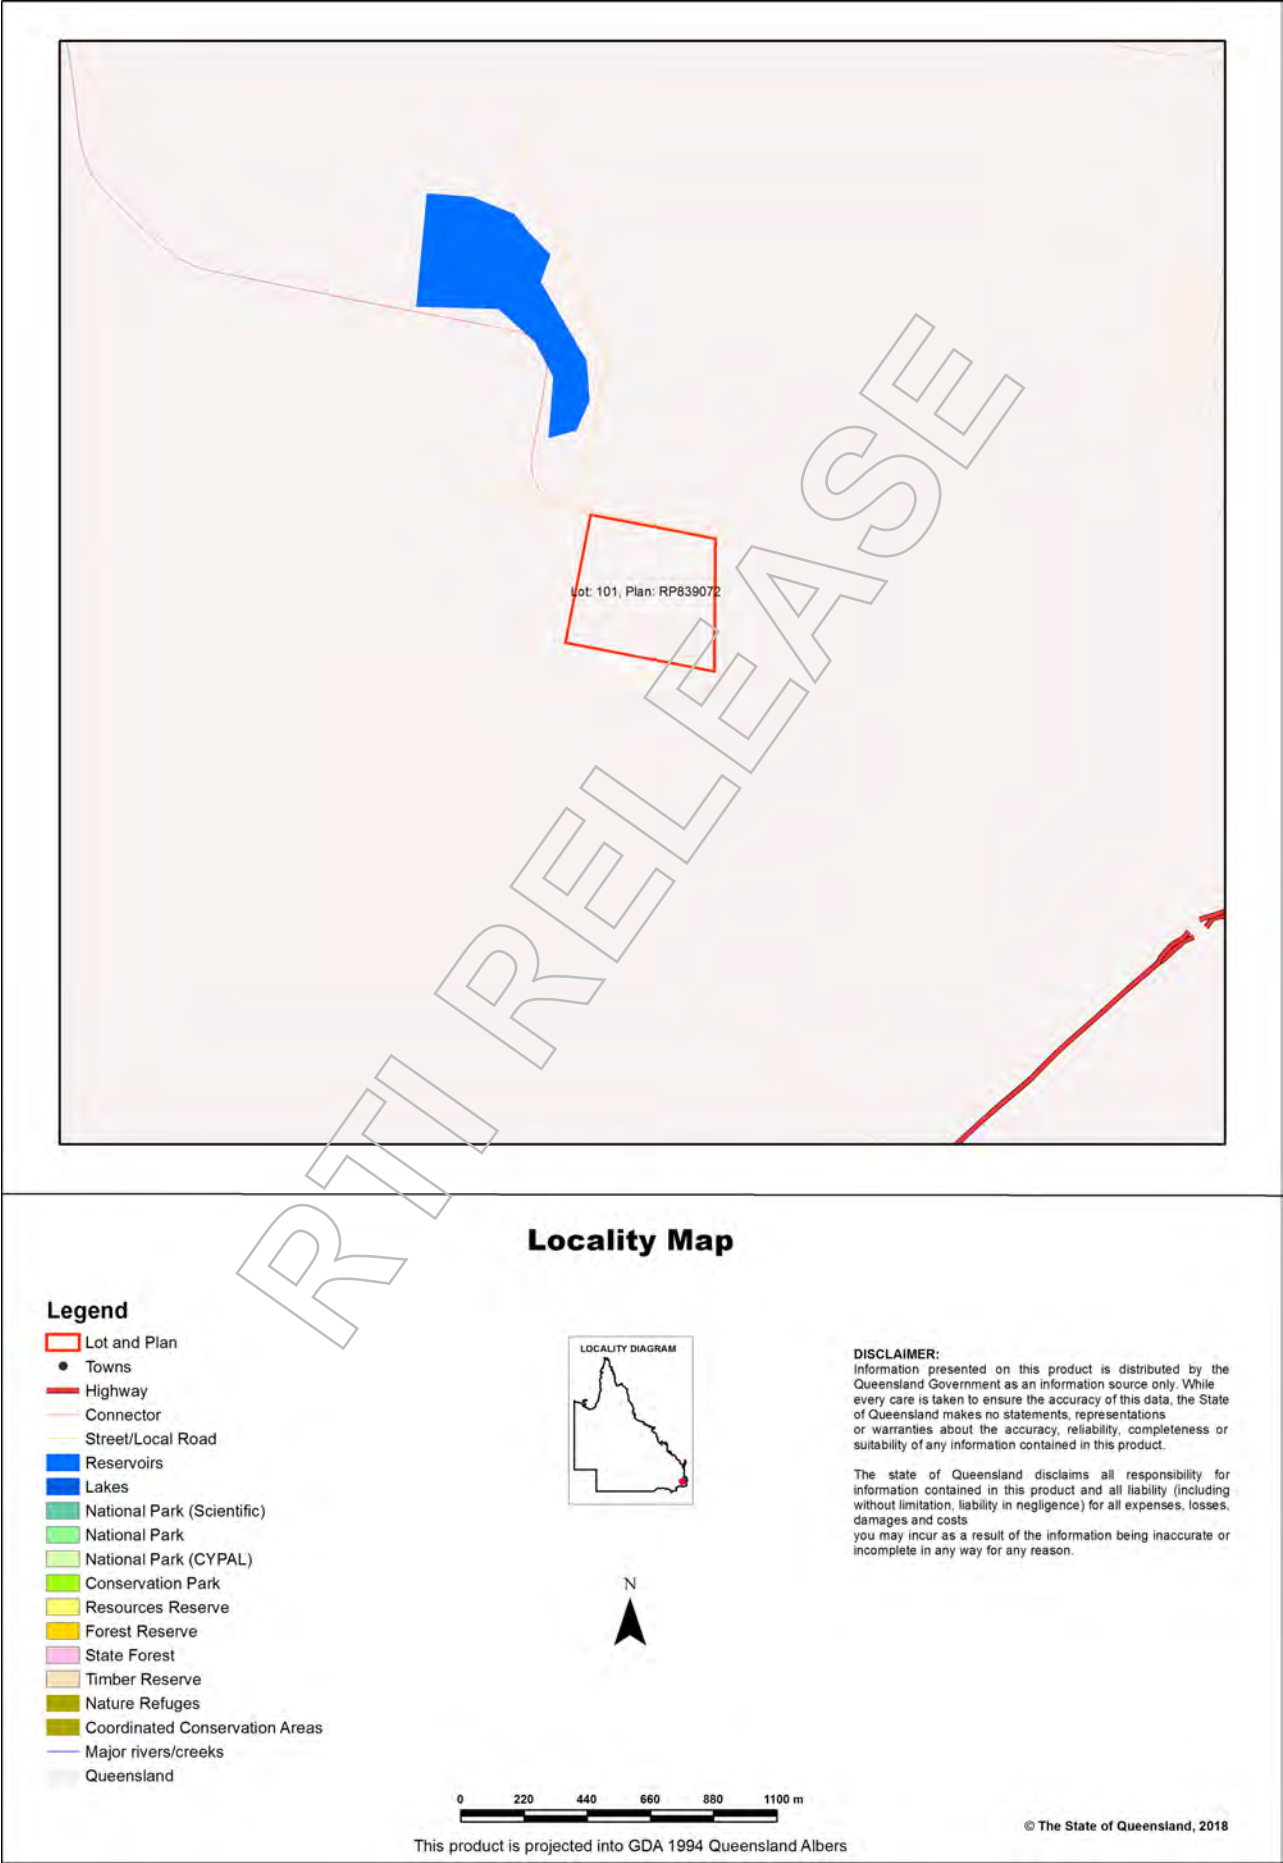 Lot: 101, Plan: RP839072
RTI RELEASE
Locality Map
Legend
Lot and Plan
Towns
Highway
Connector
Street/Local Road
Reservoirs
Lakes
National Park (Scientific)
National Park
National Park (CYPAL)
Conservation Park
Resources Reserve
Forest Reserve
State Forest
Timber Reserve
Nature Refuges
Coordinated Conservation Areas
Major rivers/creeks
Queensland
LOCALITY DIAGRAM
N
0 220 440 660 880 1100 m
This product is projected into GDA 1994 Queensland Albers
DISCLAIMER:
Information presented on this product is distributed by the
Queensland Government as an information source only. While
every care is taken to ensure the accuracy of this data, the State
of Queensland makes no statements, representations
or warranties about the accuracy, reliability, completeness or
suitability of any information contained in this product.
The state of Queensland disclaims all responsibility for
information contained in this product and all liability (including
without limitation, liability in negligence) for all expenses, losses,
damages and costs
you may incur as a result of the information being inaccurate or
incomplete in any way for any reason.
© The State of Queensland, 2018